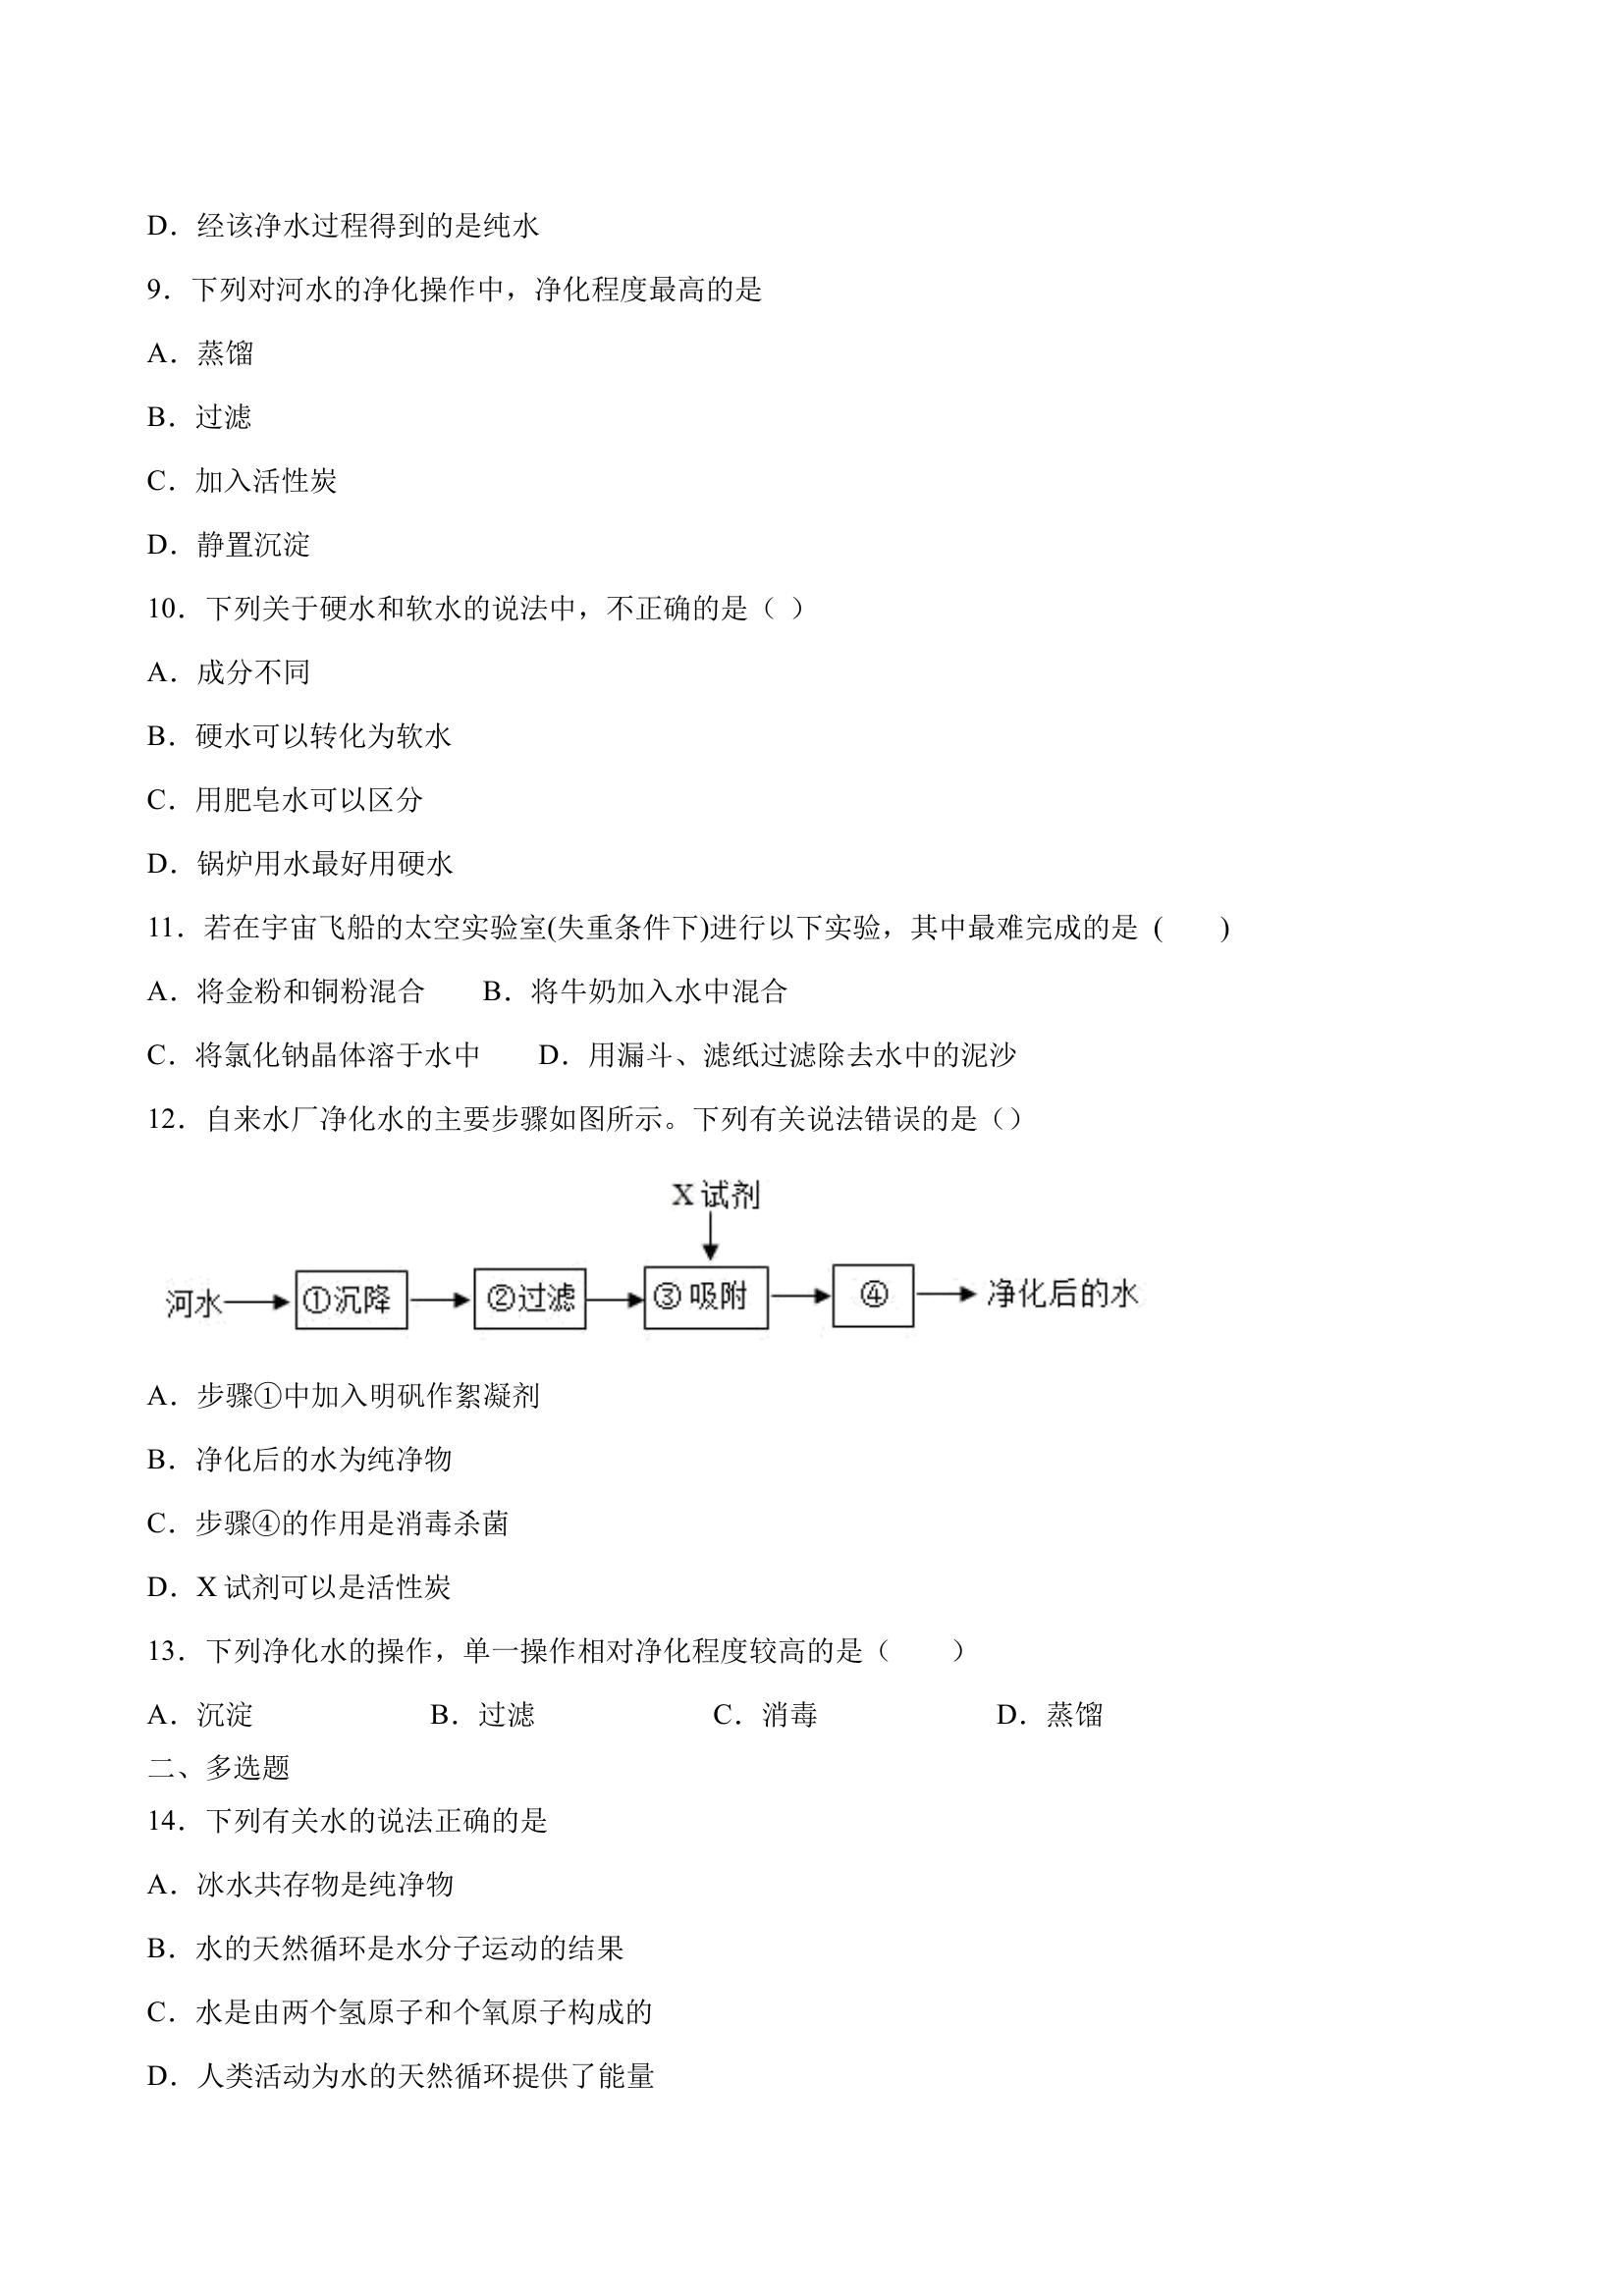 D．经该净水过程得到的是纯水
9．下列对河水的净化操作中，净化程度最高的是
A．蒸馏
B．过滤
C．加入活性炭
D．静置沉淀
10．下列关于硬水和软水的说法中，不正确的是（ ）
A．成分不同
B．硬水可以转化为软水
C．用肥皂水可以区分
D．锅炉用水最好用硬水
11．若在宇宙飞船的太空实验室(失重条件下)进行以下实验，其中最难完成的是 (　　)
A．将金粉和铜粉混合　　B．将牛奶加入水中混合
C．将氯化钠晶体溶于水中　　D．用漏斗、滤纸过滤除去水中的泥沙
12．自来水厂净化水的主要步骤如图所示。下列有关说法错误的是（）
X 试剂
河水 ①沉降 ②过滤 ③吸附 ④ 净化后的水
A．步骤①中加入明矾作絮凝剂
B．净化后的水为纯净物
C．步骤④的作用是消毒杀菌
D．X 试剂可以是活性炭
13．下列净化水的操作，单一操作相对净化程度较高的是（　　）
A．沉淀　　B．过滤　　C．消毒　　D．蒸馏
二、多选题
14．下列有关水的说法正确的是
A．冰水共存物是纯净物
B．水的天然循环是水分子运动的结果
C．水是由两个氢原子和个氧原子构成的
D．人类活动为水的天然循环提供了能量